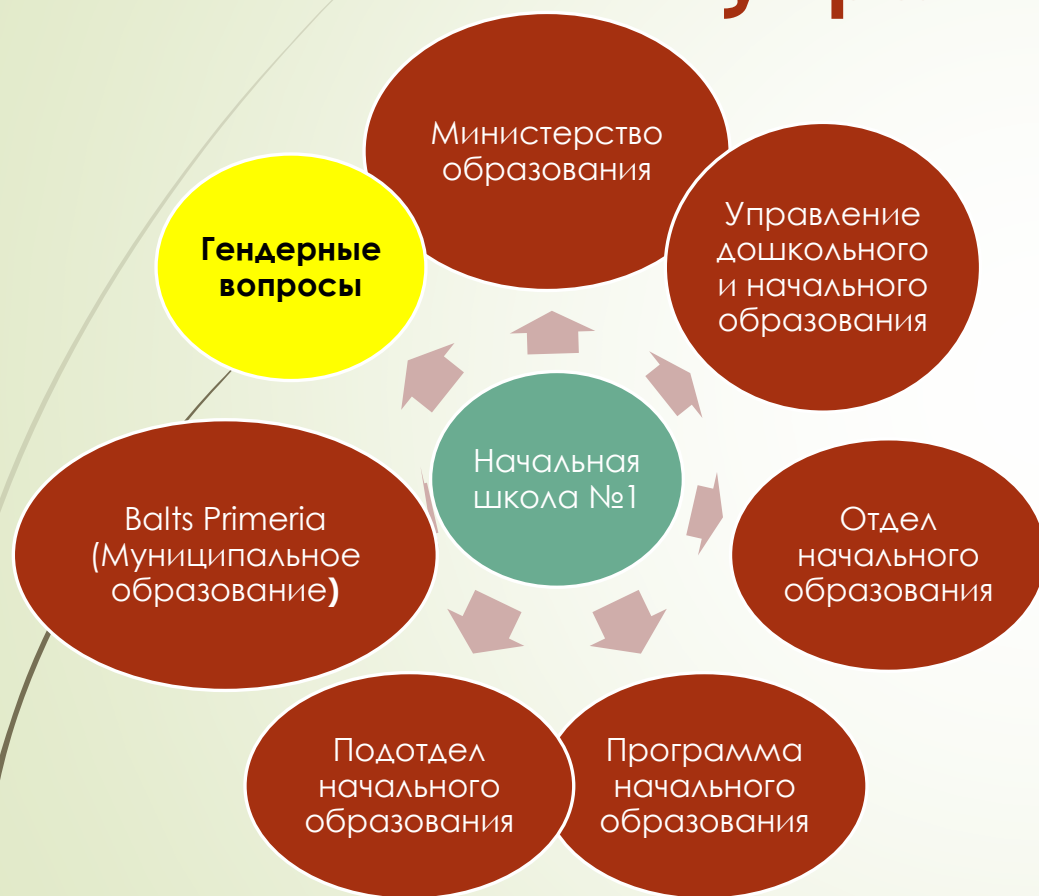 Министерство
образования
Управление
дошкольного
и начального
образования
Гендерные
вопросы
Начальная
школа №1
Отдел
начального
образования
Balts Primeria
(Муниципальное
образование)
Подотдел
начального
образования
Программа
начального
образования